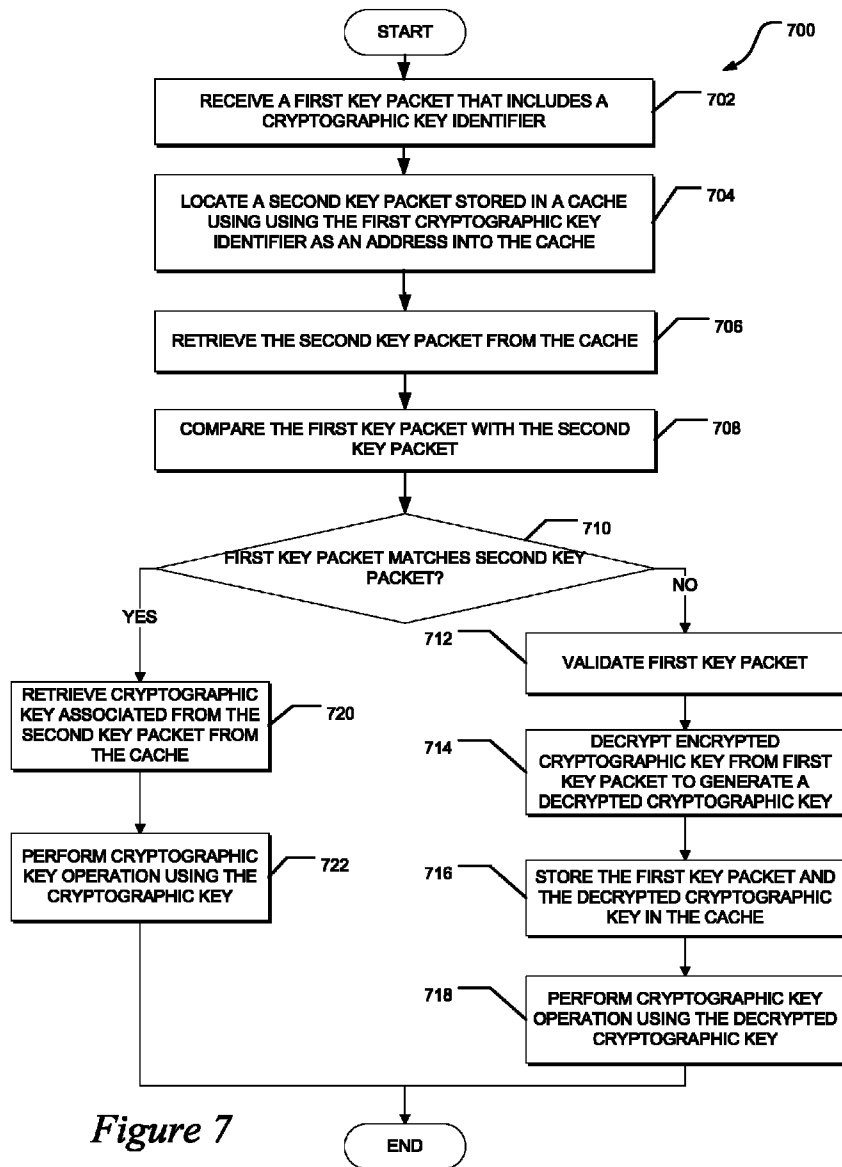 START
700
RECEIVE A FIRST KEY PACKET THAT INCLUDES A
CRYPTOGRAPHIC KEY IDENTIFIER
702
LOCATE A SECOND KEY PACKET STORED IN A CACHE
USING USING THE FIRST CRYPTOGRAPHIC KEY
IDENTIFIER AS AN ADDRESS INTO THE CACHE
704
RETRIEVE THE SECOND KEY PACKET FROM THE CACHE
706
COMPARE THE FIRST KEY PACKET WITH THE SECOND
KEY PACKET
708
710
FIRST KEY PACKET MATCHES SECOND KEY
PACKET?
YES
NO
RETRIEVE CRYPTOGRAPHIC
KEY ASSOCIATED FROM THE
SECOND KEY PACKET FROM
THE CACHE
720
PERFORM CRYPTOGRAPHIC
KEY OPERATION USING THE
CRYPTOGRAPHIC KEY
722
712
VALIDATE FIRST KEY PACKET
714
DECRYPT ENCRYPTED
CRYPTOGRAPHIC KEY FROM FIRST
KEY PACKET TO GENERATE A
DECRYPTED CRYPTOGRAPHIC KEY
716
STORE THE FIRST KEY PACKET AND
THE DECRYPTED CRYPTOGRAPHIC
KEY IN THE CACHE
718
PERFORM CRYPTOGRAPHIC KEY
OPERATION USING THE DECRYPTED
CRYPTOGRAPHIC KEY
Figure 7
END